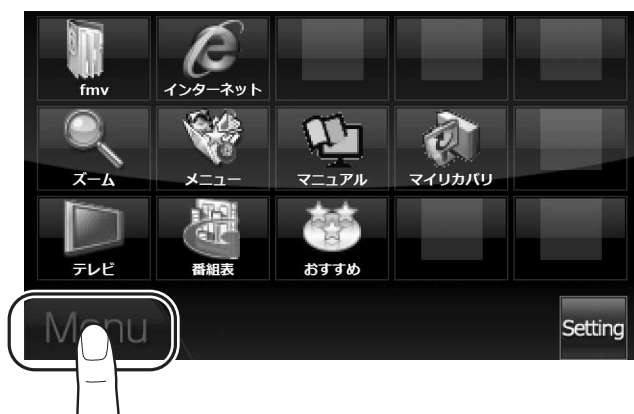 fmv
インターネット
ズーム
メニュー
マニュアル
マイリカバリ
テレビ
番組表
おすすめ
Menu
Setting